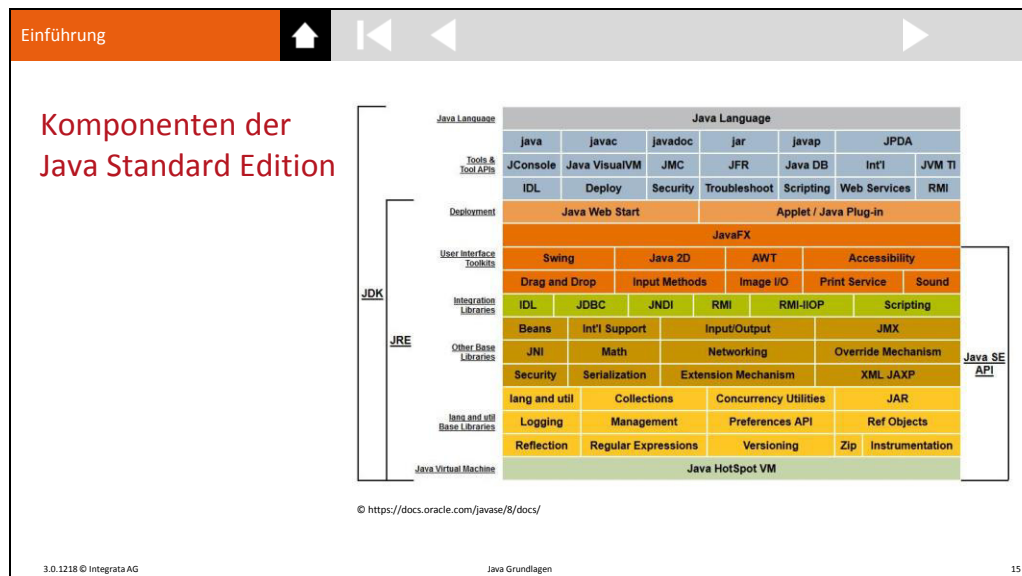 Einführung
Komponenten der
Java Standard Edition
JDK
JRE
Java SE
API
Java Language
Java Language
Tools &
Tool APIs
java javac javadoc jar javap JPDA
JConsole Java VisualVM JMC JFR Java DB Int'l JVM TI
IDL Deploy Security Troubleshoot Scripting Web Services RMI
Deployment
Java Web Start Applet / Java Plug-in
JavaFX
User Interface
Toolkits
Swing Java 2D AWT Accessibility
Drag and Drop Input Methods Image I/O Print Service Sound
Integration
Libraries
IDL JDBC JNDI RMI RMI-IIOP Scripting
Other Base
Libraries
Beans Int'l Support Input/Output JMX
JNI Math Networking Override Mechanism
Security Serialization Extension Mechanism XML JAXP
lang and util
Base Libraries
lang and util Collections Concurrency Utilities JAR
Logging Management Preferences API Ref Objects
Reflection Regular Expressions Versioning Zip Instrumentation
Java Virtual Machine
Java HotSpot VM
© https://docs.oracle.com/javase/8/docs/
3.0.1218 © Integrata AG
Java Grundlagen
15